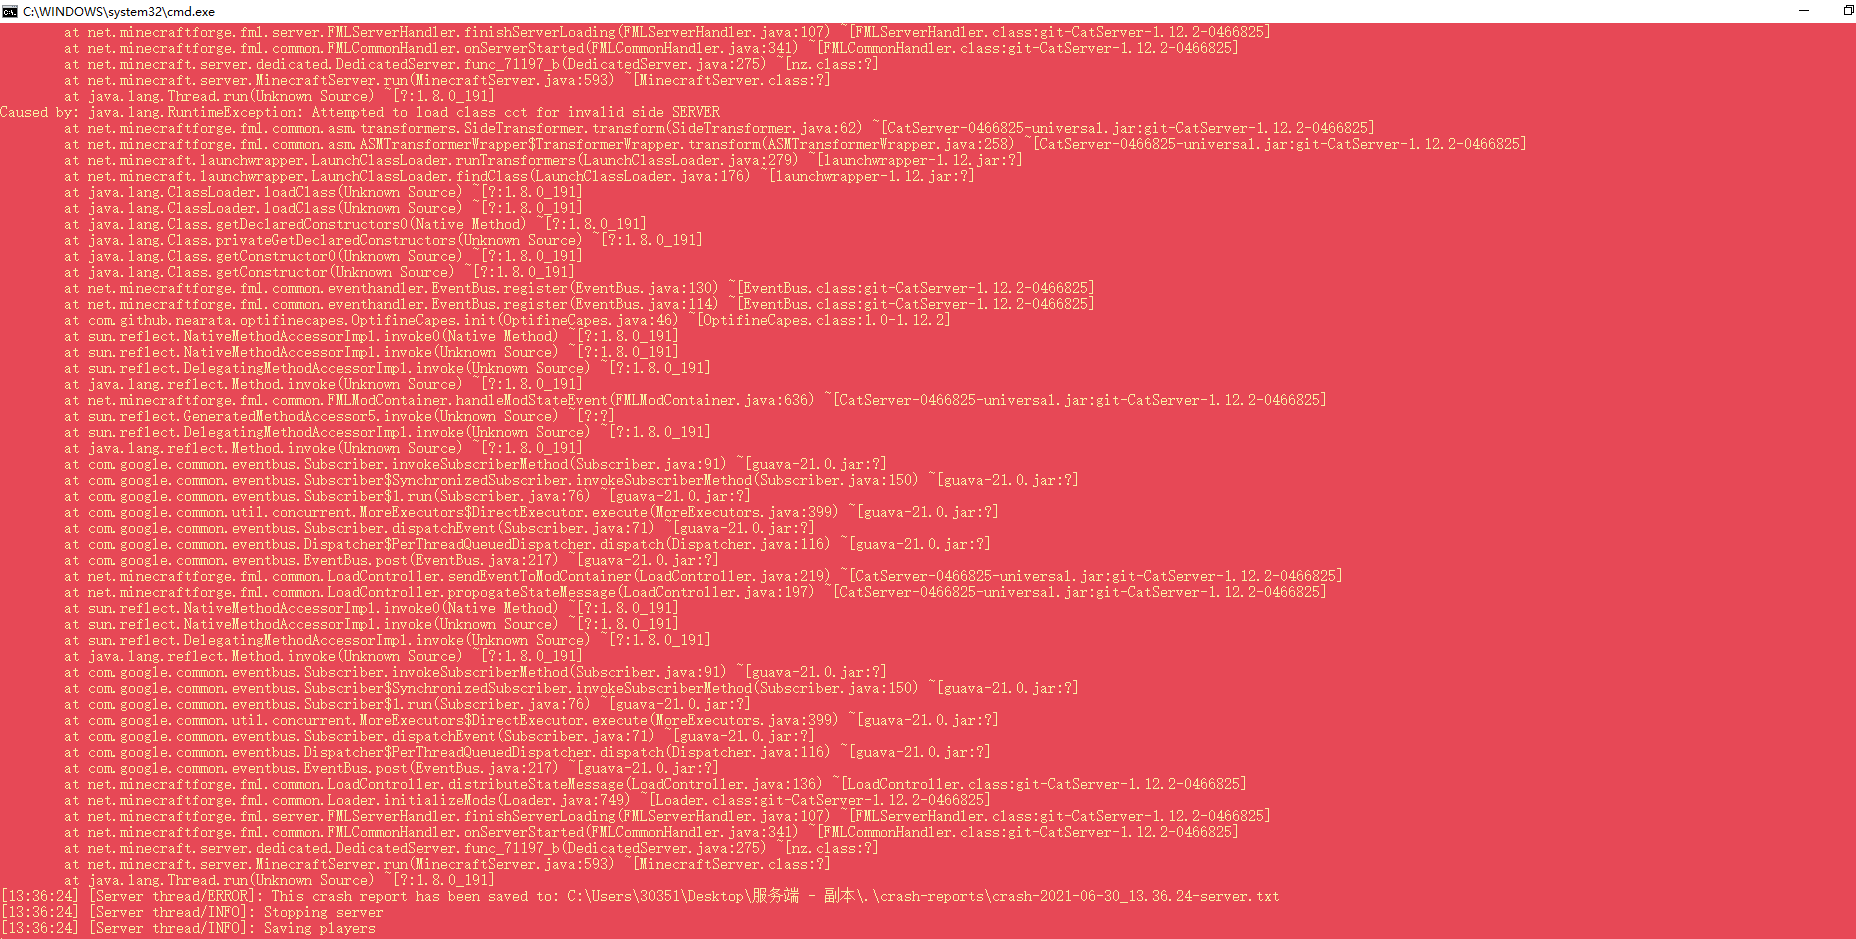 C:\WINDOWS\system32\cmd.exe
at net.minecraftforge.fml.server.FMLServerHandler.finishServerLoading(FMLServerHandler.java:107) ~[FMLServerHandler.class:git-CatServer-1.12.2-0466825]
at net.minecraftforge.fml.common.FMLCommonHandler.onServerStarted(FMLCommonHandler.java:341) ~[FMLCommonHandler.class:git-CatServer-1.12.2-0466825]
at net.minecraft.server.dedicated.DedicatedServer.func_71197_b(DedicatedServer.java:275) ~[nz.class:?]
at net.minecraft.server.MinecraftServer.run(MinecraftServer.java:593) ~[MinecraftServer.class:?]
at java.lang.Thread.run(Unknown Source) ~[?:1.8.0_191]
Caused by: java.lang.RuntimeException: Attempted to load class cct for invalid side SERVER
at net.minecraftforge.fml.common.asm.transformers.SideTransformer.transform(SideTransformer.java:62) ~[CatServer-0466825-universal.jar:git-CatServer-1.12.2-0466825]
at net.minecraftforge.fml.common.asm.ASMTransformerWrapper$TransformerWrapper.transform(ASMTransformerWrapper.java:258) ~[CatServer-0466825-universal.jar:git-CatServer-1.12.2-0466825]
at net.minecraft.launchwrapper.LaunchClassLoader.runTransformers(LaunchClassLoader.java:279) ~[launchwrapper-1.12.jar:?]
at net.minecraft.launchwrapper.LaunchClassLoader.findClass(LaunchClassLoader.java:176) ~[launchwrapper-1.12.jar:?]
at java.lang.ClassLoader.loadClass(Unknown Source) ~[?:1.8.0_191]
at java.lang.ClassLoader.loadClass(Unknown Source) ~[?:1.8.0_191]
at java.lang.Class.getDeclaredConstructors0(Native Method) ~[?:1.8.0_191]
at java.lang.Class.privateGetDeclaredConstructors(Unknown Source) ~[?:1.8.0_191]
at java.lang.Class.getConstructor0(Unknown Source) ~[?:1.8.0_191]
at java.lang.Class.getConstructor(Unknown Source) ~[?:1.8.0_191]
at net.minecraftforge.fml.common.eventhandler.EventBus.register(EventBus.java:130) ~[EventBus.class:git-CatServer-1.12.2-0466825]
at net.minecraftforge.fml.common.eventhandler.EventBus.register(EventBus.java:114) ~[EventBus.class:git-CatServer-1.12.2-0466825]
at com.github.nearata.optifinecapes.OptifineCapes.init(OptifineCapes.java:46) ~[OptifineCapes.class:1.0-1.12.2]
at sun.reflect.NativeMethodAccessorImpl.invoke0(Native Method) ~[?:1.8.0_191]
at sun.reflect.NativeMethodAccessorImpl.invoke(Unknown Source) ~[?:1.8.0_191]
at sun.reflect.DelegatingMethodAccessorImpl.invoke(Unknown Source) ~[?:1.8.0_191]
at java.lang.reflect.Method.invoke(Unknown Source) ~[?:1.8.0_191]
at net.minecraftforge.fml.common.FMLModContainer.handleModStateEvent(FMLModContainer.java:636) ~[CatServer-0466825-universal.jar:git-CatServer-1.12.2-0466825]
at sun.reflect.GeneratedMethodAccessor5.invoke(Unknown Source) ~[?:?]
at sun.reflect.DelegatingMethodAccessorImpl.invoke(Unknown Source) ~[?:1.8.0_191]
at java.lang.reflect.Method.invoke(Unknown Source) ~[?:1.8.0_191]
at com.google.common.eventbus.Subscriber.invokeSubscriberMethod(Subscriber.java:91) ~[guava-21.0.jar:?]
at com.google.common.eventbus.Subscriber$SynchronizedSubscriber.invokeSubscriberMethod(Subscriber.java:150) ~[guava-21.0.jar:?]
at com.google.common.eventbus.Subscriber$1.run(Subscriber.java:76) ~[guava-21.0.jar:?]
at com.google.common.util.concurrent.MoreExecutors$DirectExecutor.execute(MoreExecutors.java:399) ~[guava-21.0.jar:?]
at com.google.common.eventbus.Subscriber.dispatchEvent(Subscriber.java:71) ~[guava-21.0.jar:?]
at com.google.common.eventbus.Dispatcher$PerThreadQueuedDispatcher.dispatch(Dispatcher.java:116) ~[guava-21.0.jar:?]
at com.google.common.eventbus.EventBus.post(EventBus.java:217) ~[guava-21.0.jar:?]
at net.minecraftforge.fml.common.LoadController.sendEventToModContainer(LoadController.java:219) ~[CatServer-0466825-universal.jar:git-CatServer-1.12.2-0466825]
at net.minecraftforge.fml.common.LoadController.propogateStateMessage(LoadController.java:197) ~[CatServer-0466825-universal.jar:git-CatServer-1.12.2-0466825]
at sun.reflect.NativeMethodAccessorImpl.invoke0(Native Method) ~[?:1.8.0_191]
at sun.reflect.NativeMethodAccessorImpl.invoke(Unknown Source) ~[?:1.8.0_191]
at sun.reflect.DelegatingMethodAccessorImpl.invoke(Unknown Source) ~[?:1.8.0_191]
at java.lang.reflect.Method.invoke(Unknown Source) ~[?:1.8.0_191]
at com.google.common.eventbus.Subscriber.invokeSubscriberMethod(Subscriber.java:91) ~[guava-21.0.jar:?]
at com.google.common.eventbus.Subscriber$SynchronizedSubscriber.invokeSubscriberMethod(Subscriber.java:150) ~[guava-21.0.jar:?]
at com.google.common.eventbus.Subscriber$1.run(Subscriber.java:76) ~[guava-21.0.jar:?]
at com.google.common.util.concurrent.MoreExecutors$DirectExecutor.execute(MoreExecutors.java:399) ~[guava-21.0.jar:?]
at com.google.common.eventbus.Subscriber.dispatchEvent(Subscriber.java:71) ~[guava-21.0.jar:?]
at com.google.common.eventbus.Dispatcher$PerThreadQueuedDispatcher.dispatch(Dispatcher.java:116) ~[guava-21.0.jar:?]
at com.google.common.eventbus.EventBus.post(EventBus.java:217) ~[guava-21.0.jar:?]
at net.minecraftforge.fml.common.LoadController.distributeStateMessage(LoadController.java:136) ~[LoadController.class:git-CatServer-1.12.2-0466825]
at net.minecraftforge.fml.common.Loader.initializeMods(Loader.java:749) ~[Loader.class:git-CatServer-1.12.2-0466825]
at net.minecraftforge.fml.server.FMLServerHandler.finishServerLoading(FMLServerHandler.java:107) ~[FMLServerHandler.class:git-CatServer-1.12.2-0466825]
at net.minecraftforge.fml.common.FMLCommonHandler.onServerStarted(FMLCommonHandler.java:341) ~[FMLCommonHandler.class:git-CatServer-1.12.2-0466825]
at net.minecraft.server.dedicated.DedicatedServer.func_71197_b(DedicatedServer.java:275) ~[nz.class:?]
at net.minecraft.server.MinecraftServer.run(MinecraftServer.java:593) ~[MinecraftServer.class:?]
at java.lang.Thread.run(Unknown Source) ~[?:1.8.0_191]
[13:36:24] [Server thread/ERROR]: This crash report has been saved to: C:\Users\30351\Desktop\服务端 - 副本\.\crash-reports\crash-2021-06-30_13.36.24-server.txt
[13:36:24] [Server thread/INFO]: Stopping server
[13:36:24] [Server thread/INFO]: Saving players